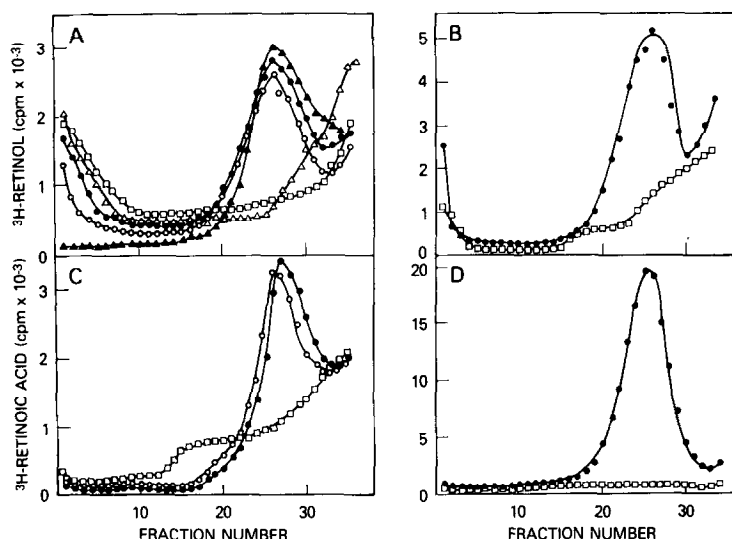 A
B
³H-RETINOL (cpm x 10⁻³)
3
2
1
0
5
4
3
2
1
0
C
D
³H-RETINOIC ACID (cpm x 10⁻³)
3
2
1
0
20
15
10
5
0
0 10 20 30
0 10 20 30
FRACTION NUMBER
FRACTION NUMBER